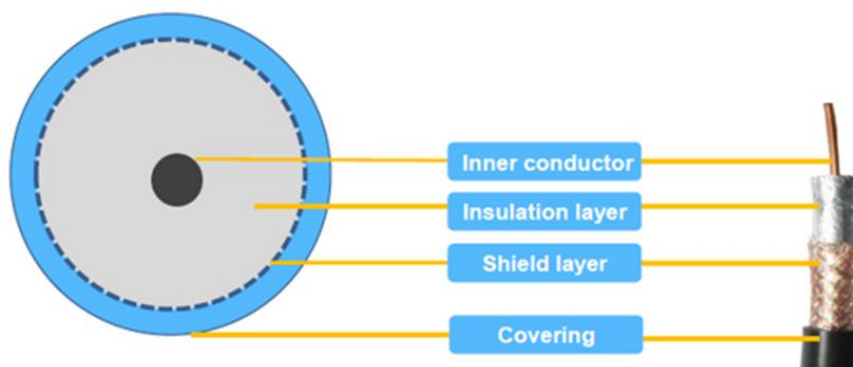 Inner conductor
Insulation layer
Shield layer
Covering